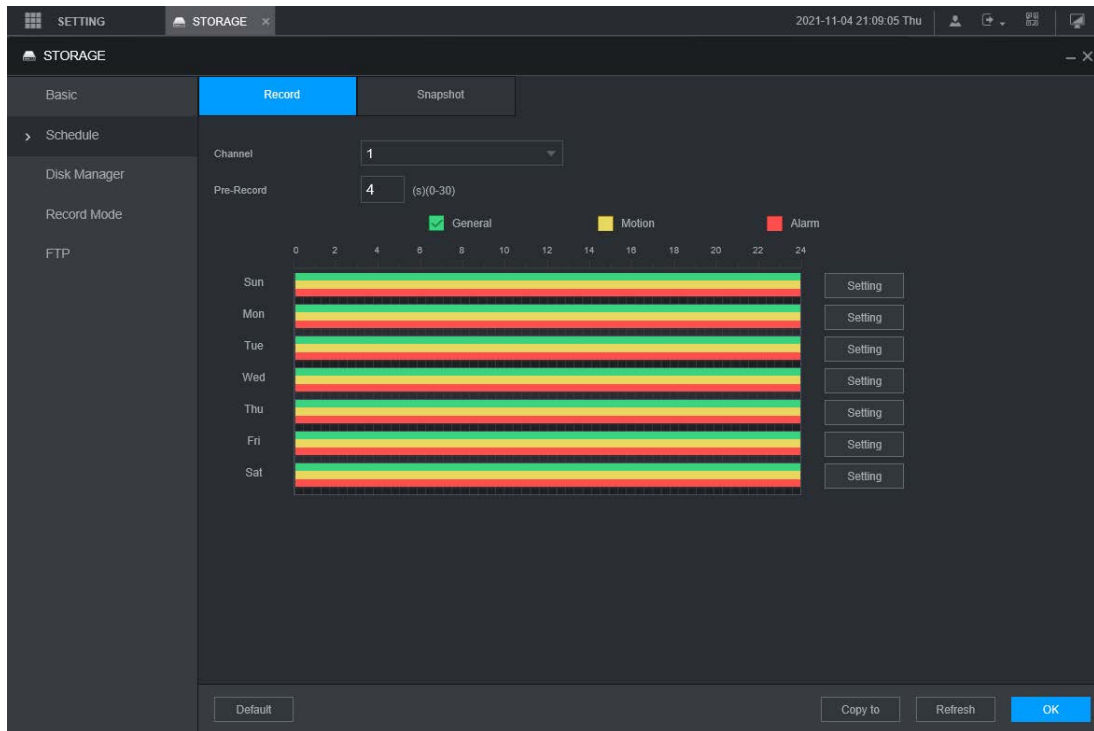 SETTING STORAGE × 2021-11-04 21:09:05 Thu
STORAGE
Basic
Schedule
Disk Manager
Record Mode
FTP
Record Snapshot
Channel 1
Pre-Record 4 (s)(0-30)
General Motion Alarm
0 2 4 6 8 10 12 14 16 18 20 22 24
Sun Setting
Mon Setting
Tue Setting
Wed Setting
Thu Setting
Fri Setting
Sat Setting
Default Copy to Refresh OK